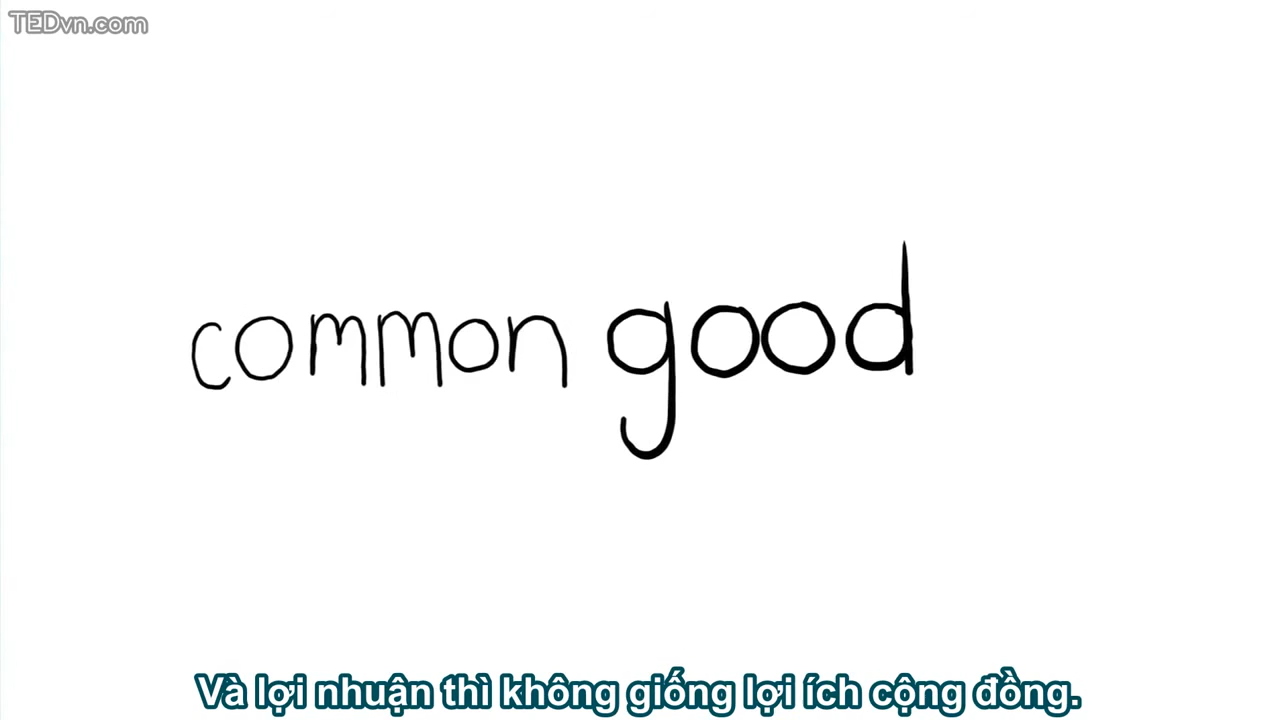 TEDvn.com
common good
Và lợi nhuận thì không giống lợi ích cộng đồng.